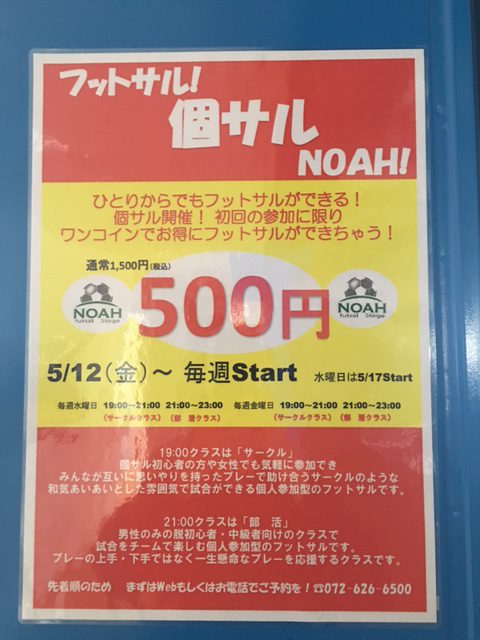 フットサル!
個サル
NOAH!
ひとりからでもフットサルができる!
個サル開催! 初回の参加に限り
ワンコインでお得にフットサルができちゃう!
通常1,500円(税込)
NOAH
futsal Stage
500円
NOAH
futsal Stage
5/12(金)~ 毎週Start 水曜日は5/17Start
毎週水曜日 19:00~21:00 21:00~23:00 毎週金曜日 19:00~21:00 21:00~23:00
(サークルクラス) (部 活クラス) (サークルクラス) (部 活クラス)
19:00クラスは「サークル」
個サル初心者の方や女性でも気軽に参加でき
みんなが互いに思いやりを持ったプレーで助け合うサークルのような
和気あいあいとした雰囲気で試合ができる個人参加型のフットサルです。
21:00クラスは「部 活」
男性のみの脱初心者・中級者向けのクラスで
試合をチームで楽しむ個人参加型のフットサルです。
プレーの上手・下手ではなく一生懸命なプレーを応援するクラスです。
先着順のため まずはWebもしくはお電話でご予約を!☎072-626-6500